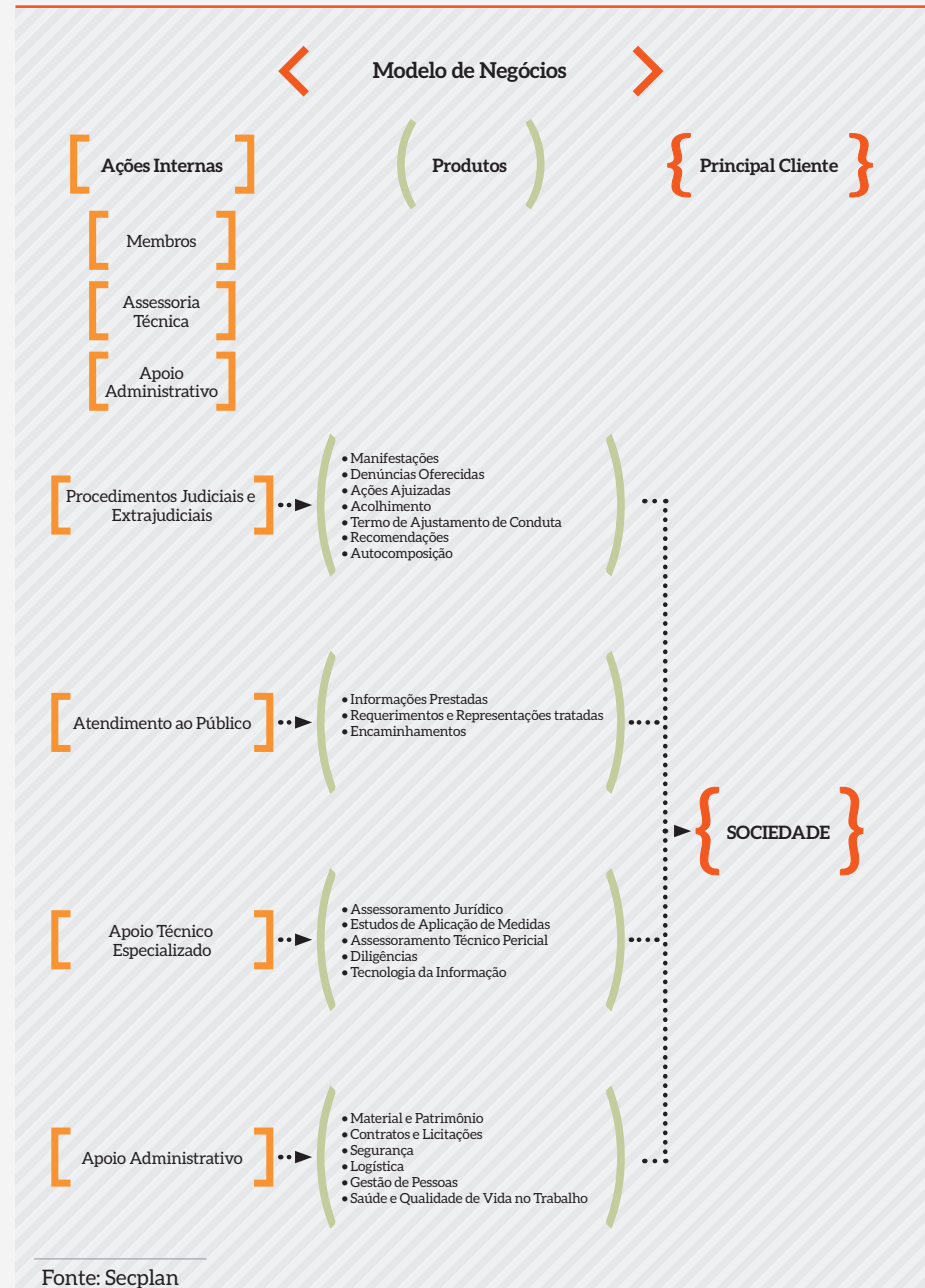 Modelo de Negócios
Ações Internas
Produtos
Principal Cliente
Membros
Assessoria
Técnica
Apoio
Administrativo
Procedimentos Judiciais e
Extrajudiciais
• Manifestações
• Denúncias Oferecidas
• Ações Ajuizadas
• Acolhimento
• Termo de Ajustamento de Conduta
• Recomendações
• Autocomposição
Atendimento ao Público
• Informações Prestadas
• Requerimentos e Representações tratadas
• Encaminhamentos
SOCIEDADE
Apoio Técnico
Especializado
• Assessoramento Jurídico
• Estudos de Aplicação de Medidas
• Assessoramento Técnico Pericial
• Diligências
• Tecnologia da Informação
Apoio Administrativo
• Material e Patrimônio
• Contratos e Licitações
• Segurança
• Logística
• Gestão de Pessoas
• Saúde e Qualidade de Vida no Trabalho
Fonte: Secplan